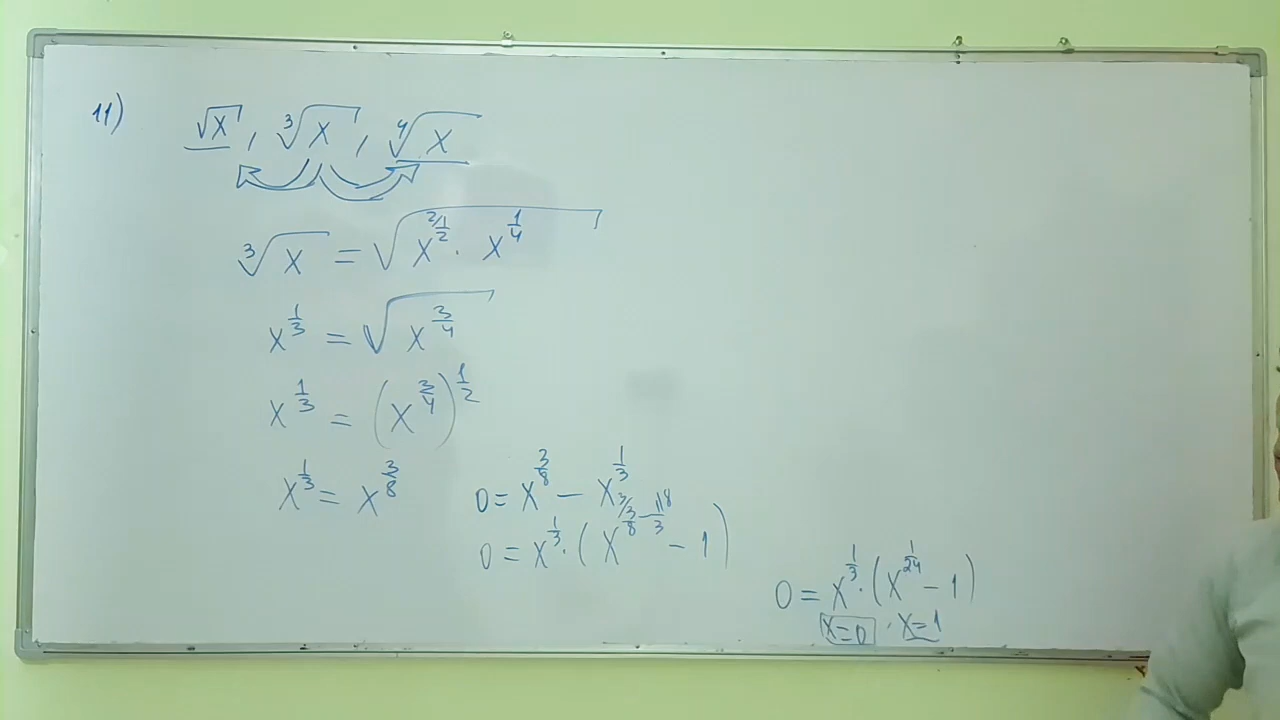 11) √x, ∛x, ∜x
∛x = √(x^(1/2) · x^(1/4))
x^(1/3) = √(x^(3/4))
x^(1/3) = (x^(3/4))^(1/2)
x^(1/3) = x^(3/8)
0 = x^(3/8) − x^(1/3)
0 = x^(1/3) · (x^(3/8 − 1/3) − 1)
0 = x^(1/3) · (x^(1/24) − 1)
x=0 , x=1